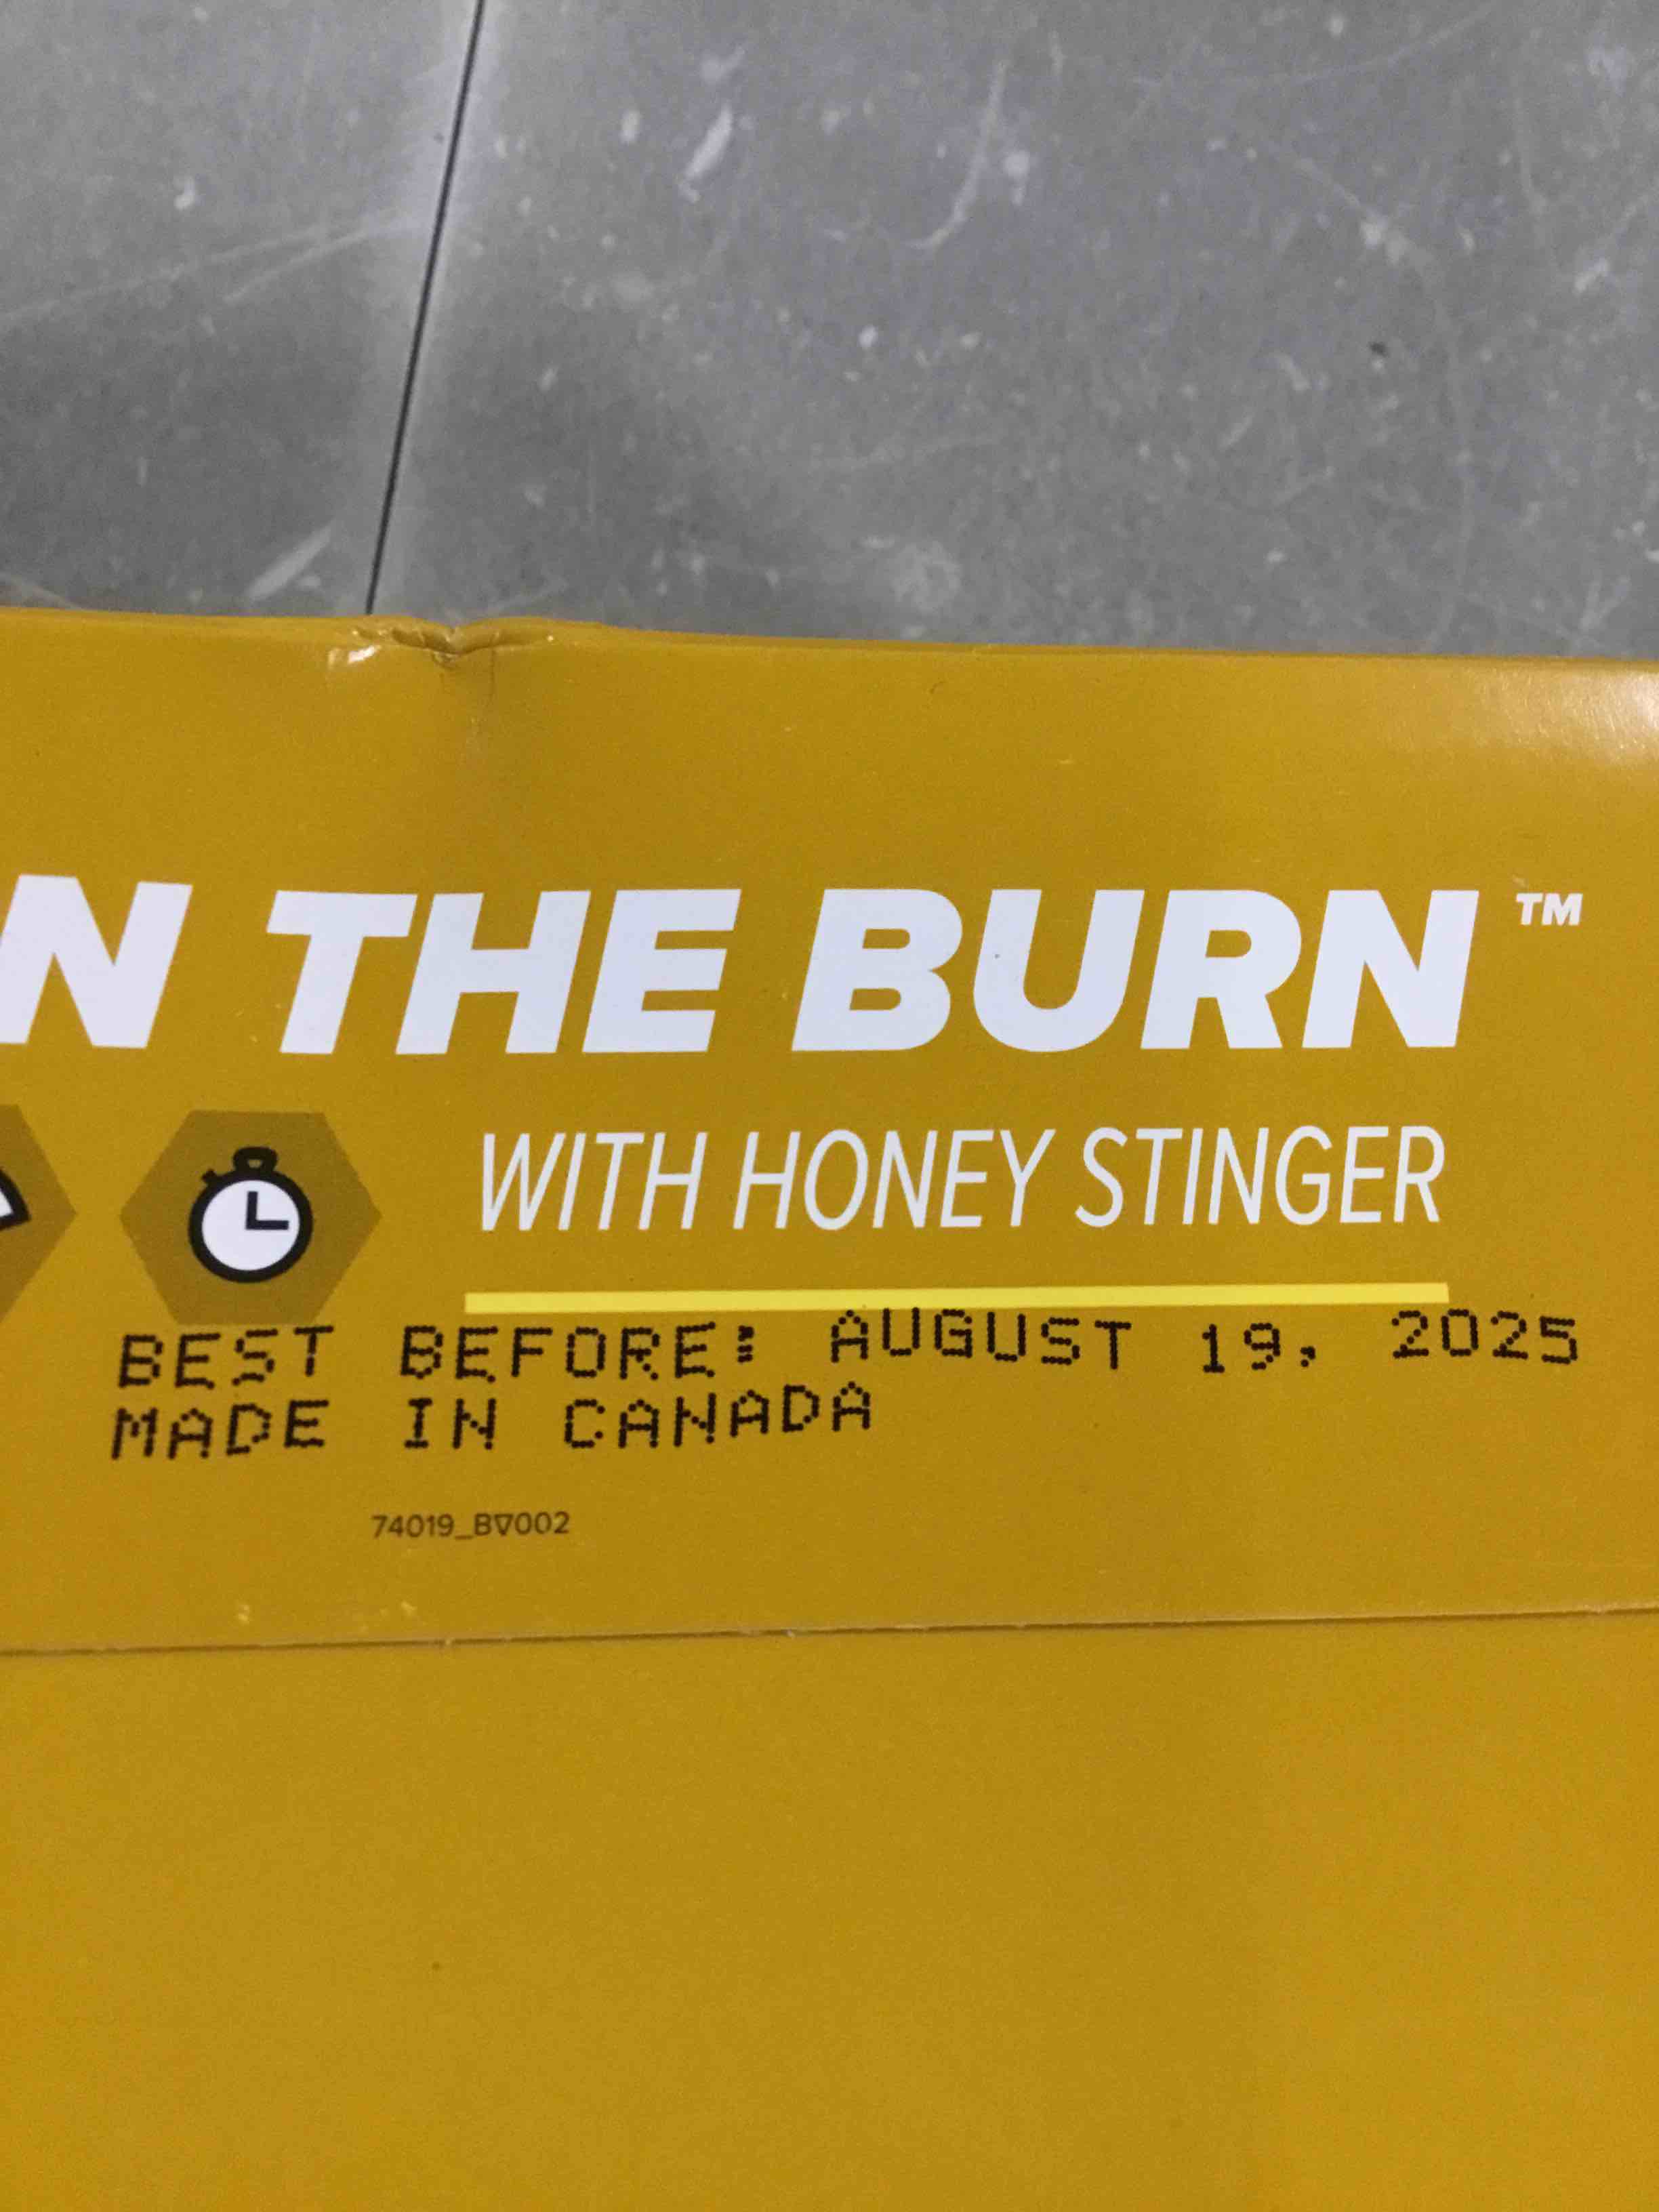 N THE BURN™
WITH HONEY STINGER
BEST BEFORE: AUGUST 19, 2025
MADE IN CANADA
74019_B∇002